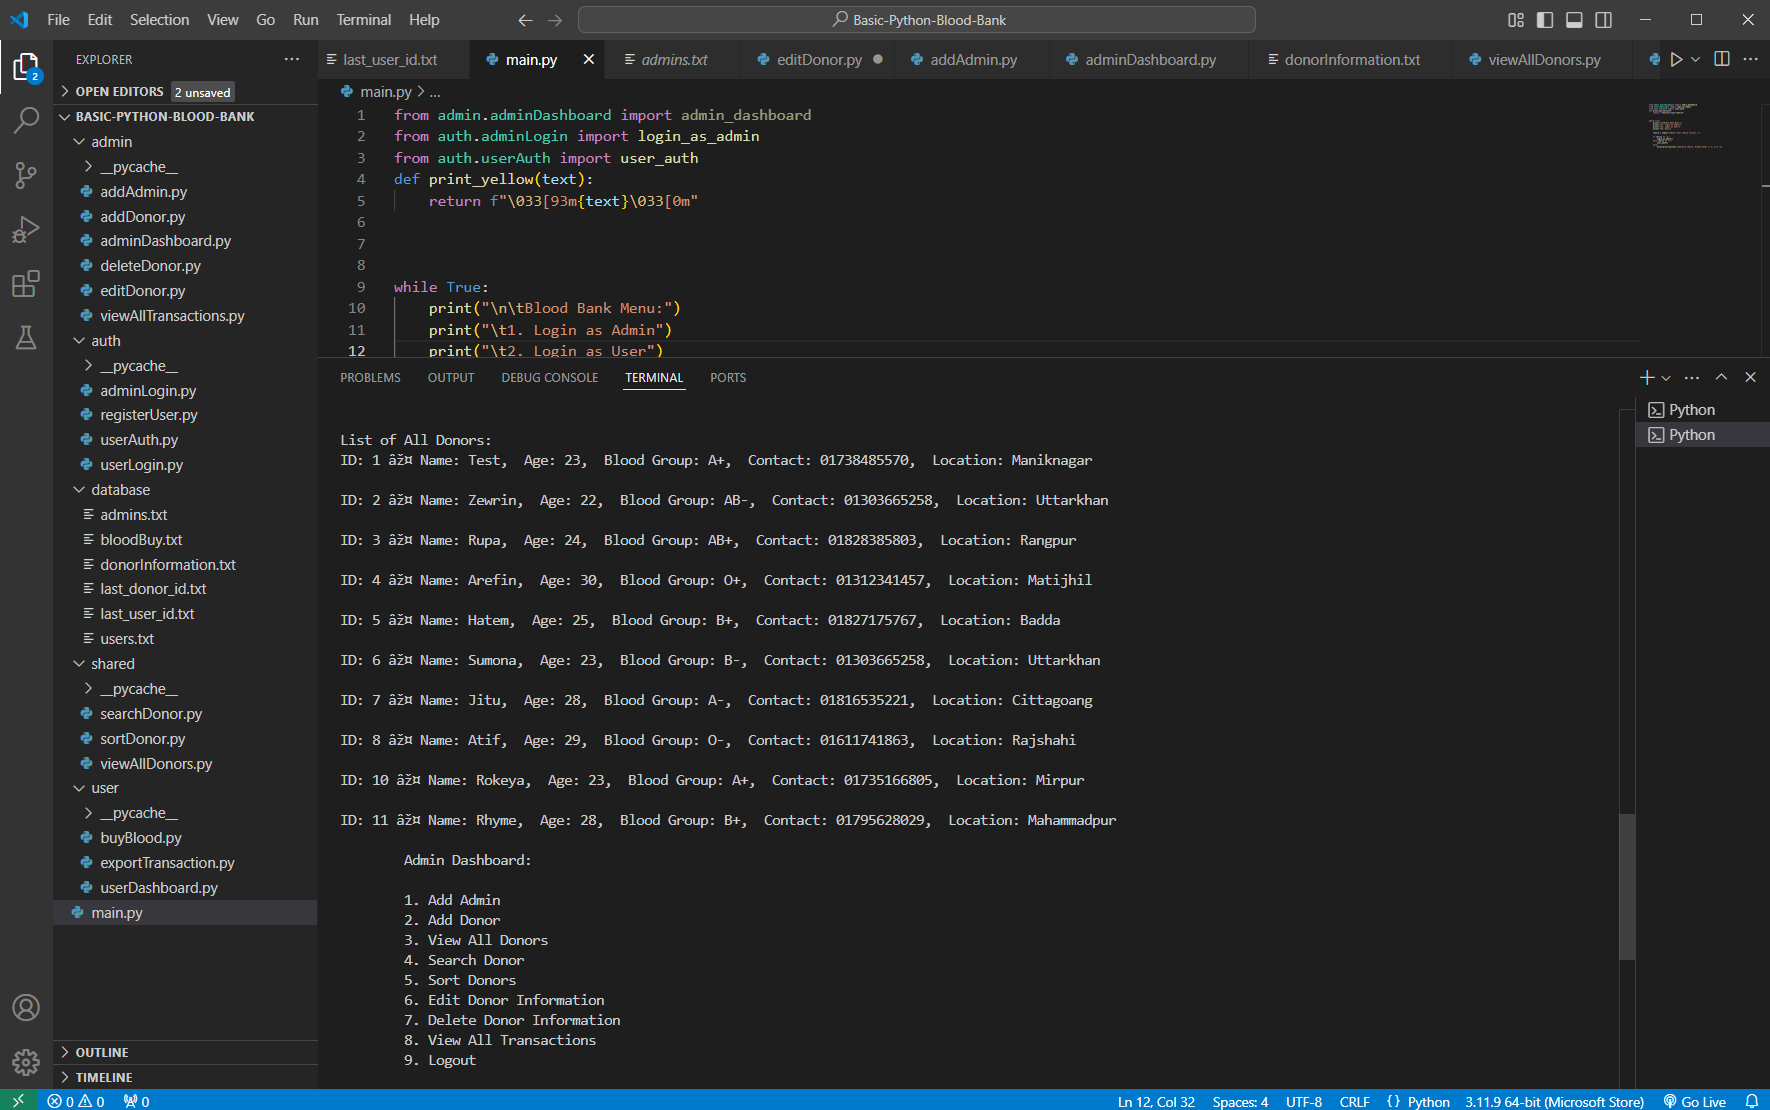 File Edit Selection View Go Run Terminal Help
Basic-Python-Blood-Bank
EXPLORER
OPEN EDITORS 2 unsaved
BASIC-PYTHON-BLOOD-BANK
admin
__pycache__
addAdmin.py
addDonor.py
adminDashboard.py
deleteDonor.py
editDonor.py
viewAllTransactions.py
auth
__pycache__
adminLogin.py
registerUser.py
userAuth.py
userLogin.py
database
admins.txt
bloodBuy.txt
donorInformation.txt
last_donor_id.txt
last_user_id.txt
users.txt
shared
__pycache__
searchDonor.py
sortDonor.py
viewAllDonors.py
user
__pycache__
buyBlood.py
exportTransaction.py
userDashboard.py
main.py
OUTLINE
TIMELINE
2
last_user_id.txt main.py admins.txt editDonor.py addAdmin.py adminDashboard.py donorInformation.txt viewAllDonors.py
main.py > ...
1 from admin.adminDashboard import admin_dashboard
2 from auth.adminLogin import login_as_admin
3 from auth.userAuth import user_auth
4 def print_yellow(text):
5 return f"\033[93m{text}\033[0m"
6
7
8
9 while True:
10 print("\n\tBlood Bank Menu:")
11 print("\t1. Login as Admin")
12 print("\t2. Login as User")
PROBLEMS OUTPUT DEBUG CONSOLE TERMINAL PORTS
Python
Python
List of All Donors:
ID: 1 âž¤ Name: Test, Age: 23, Blood Group: A+, Contact: 01738485570, Location: Maniknagar
ID: 2 âž¤ Name: Zewrin, Age: 22, Blood Group: AB-, Contact: 01303665258, Location: Uttarkhan
ID: 3 âž¤ Name: Rupa, Age: 24, Blood Group: AB+, Contact: 01828385803, Location: Rangpur
ID: 4 âž¤ Name: Arefin, Age: 30, Blood Group: O+, Contact: 01312341457, Location: Matijhil
ID: 5 âž¤ Name: Hatem, Age: 25, Blood Group: B+, Contact: 01827175767, Location: Badda
ID: 6 âž¤ Name: Sumona, Age: 23, Blood Group: B-, Contact: 01303665258, Location: Uttarkhan
ID: 7 âž¤ Name: Jitu, Age: 28, Blood Group: A-, Contact: 01816535221, Location: Cittagoang
ID: 8 âž¤ Name: Atif, Age: 29, Blood Group: O-, Contact: 01611741863, Location: Rajshahi
ID: 10 âž¤ Name: Rokeya, Age: 23, Blood Group: A+, Contact: 01735166805, Location: Mirpur
ID: 11 âž¤ Name: Rhyme, Age: 28, Blood Group: B+, Contact: 01795628029, Location: Mahammadpur
Admin Dashboard:
1. Add Admin
2. Add Donor
3. View All Donors
4. Search Donor
5. Sort Donors
6. Edit Donor Information
7. Delete Donor Information
8. View All Transactions
9. Logout
0 0 0 Ln 12, Col 32 Spaces: 4 UTF-8 CRLF {} Python 3.11.9 64-bit (Microsoft Store) Go Live